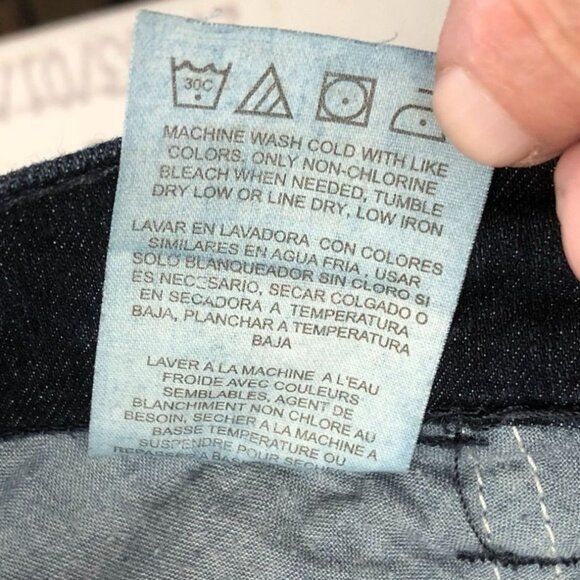 30C
MACHINE WASH COLD WITH LIKE
COLORS, ONLY NON-CHLORINE
BLEACH WHEN NEEDED, TUMBLE
DRY LOW OR LINE DRY, LOW IRON
LAVAR EN LAVADORA CON COLORES
SIMILARES EN AGUA FRIA , USAR
SOLO BLANQUEADOR SIN CLORO SI
ES NECESARIO, SECAR COLGADO O
EN SECADORA A TEMPERATURA
BAJA, PLANCHAR A TEMPERATURA
BAJA
LAVER A LA MACHINE A L'EAU
FROIDE AVEC COULEURS
SEMBLABLES, AGENT DE
BLANCHIMENT NON CHLORE AU
BESOIN, SECHER A LA MACHINE A
BASSE TEMPERATURE OU
SUSPENDRE POUR SECHER